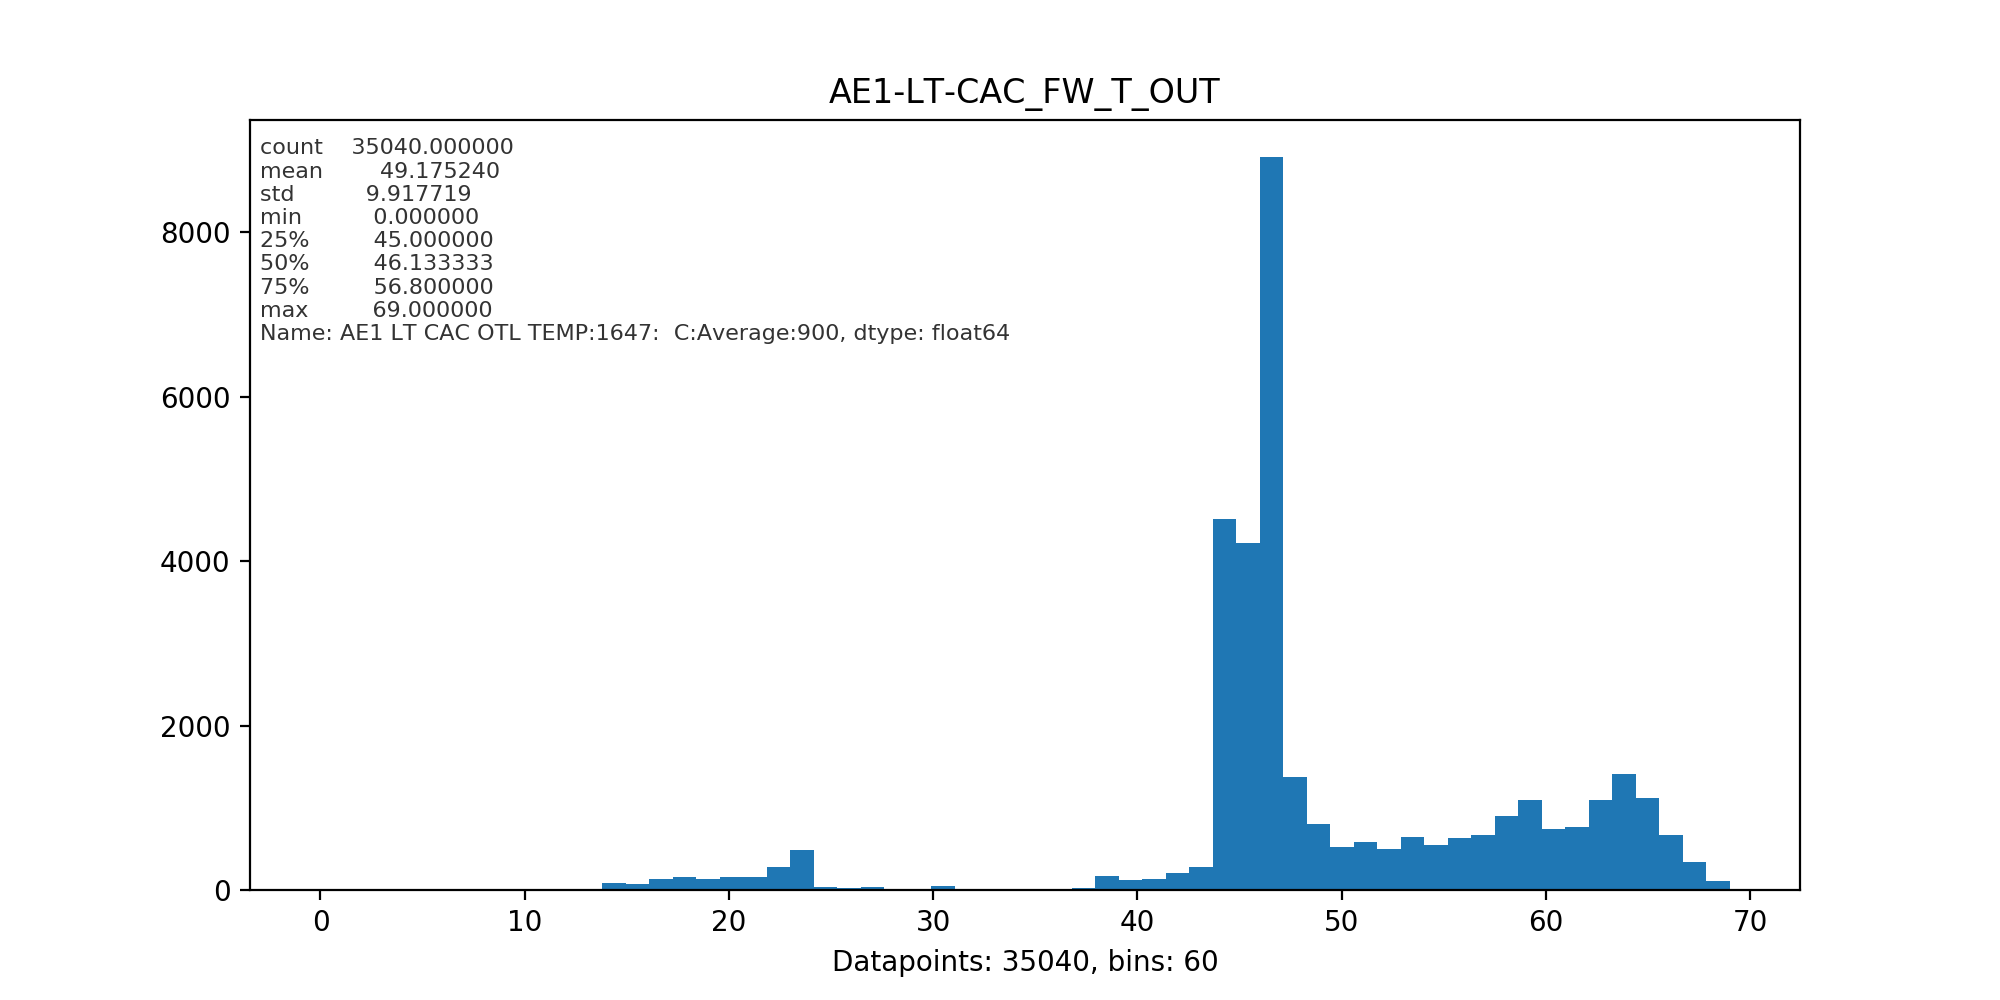 AE1-LT-CAC_FW_T_OUT
count 35040.000000
mean 49.175240
std 9.917719
min 0.000000
25% 45.000000
50% 46.133333
75% 56.800000
max 69.000000
Name: AE1 LT CAC OTL TEMP:1647: C:Average:900, dtype: float64
8000
6000
4000
2000
0
0 10 20 30 40 50 60 70
Datapoints: 35040, bins: 60